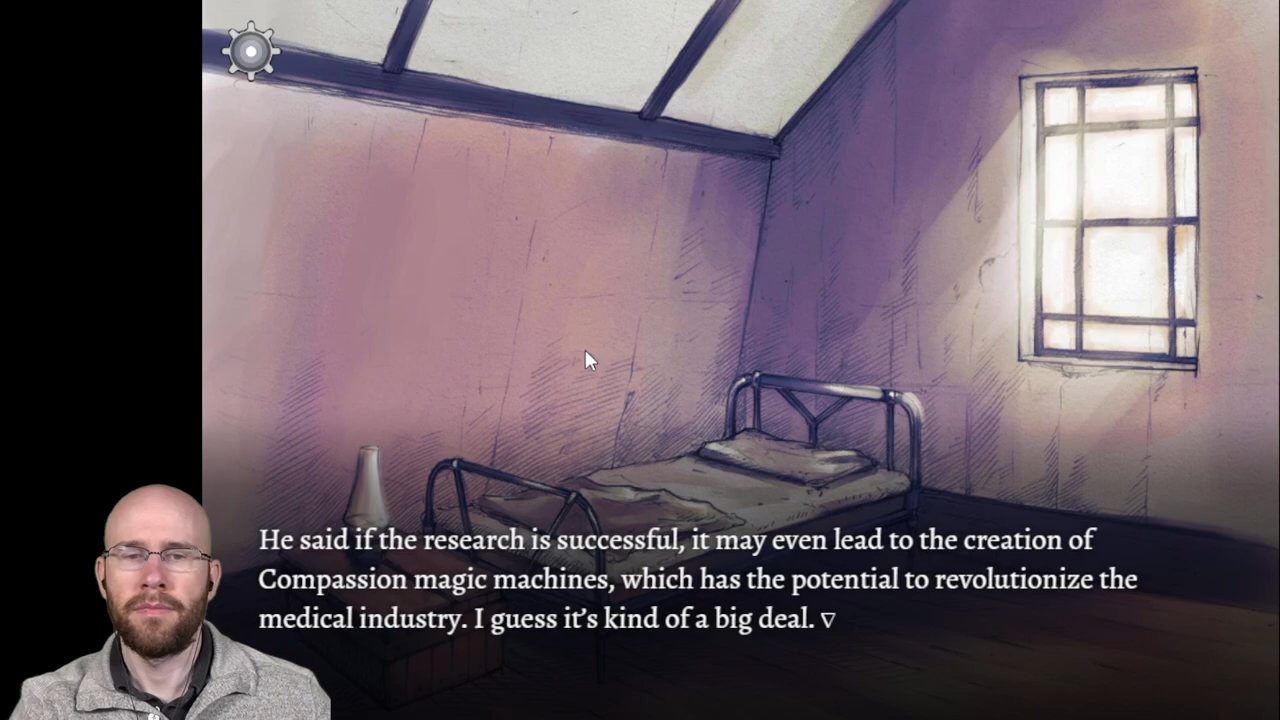 He said if the research is successful, it may even lead to the creation of
Compassion magic machines, which has the potential to revolutionize the
medical industry. I guess it's kind of a big deal. ▿